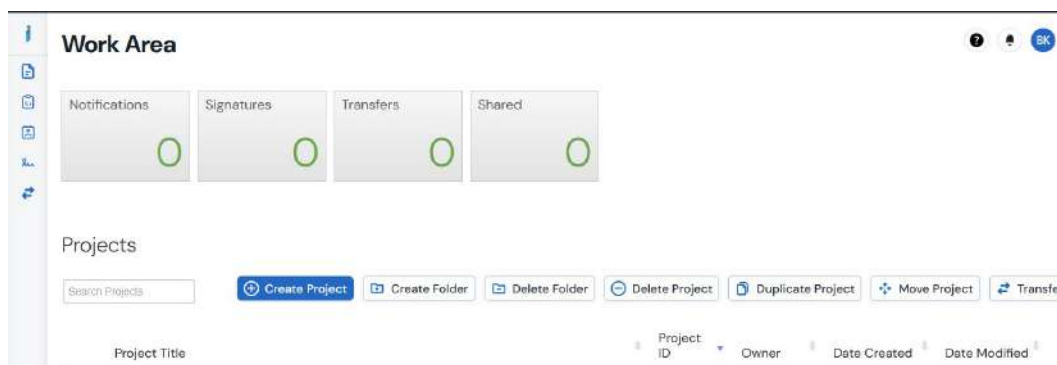 Work Area
BK
Notifications Signatures Transfers Shared
0 0 0 0
Projects
Search Projects Create Project Create Folder Delete Folder Delete Project Duplicate Project Move Project Transfe
Project Title Project ID Owner Date Created Date Modified